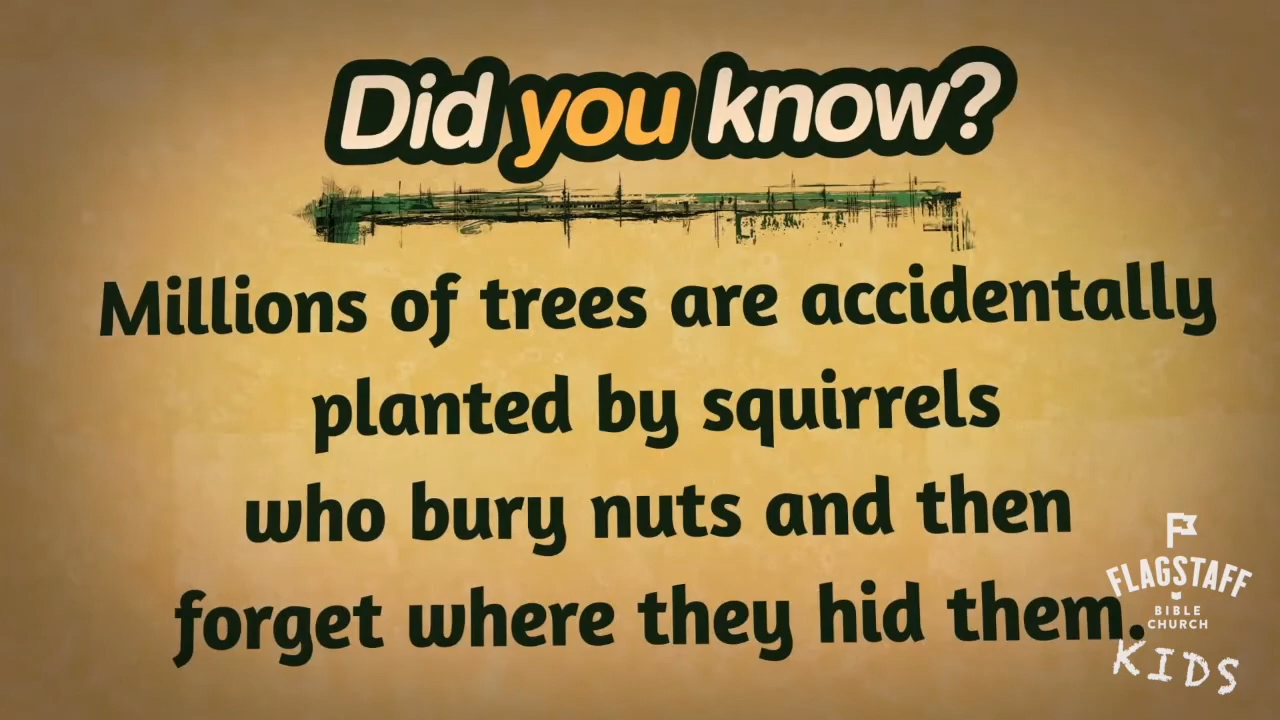 Did you know?
Millions of trees are accidentally
planted by squirrels
who bury nuts and then
forget where they hid them.
F
FLAGSTAFF
BIBLE
CHURCH
KIDS